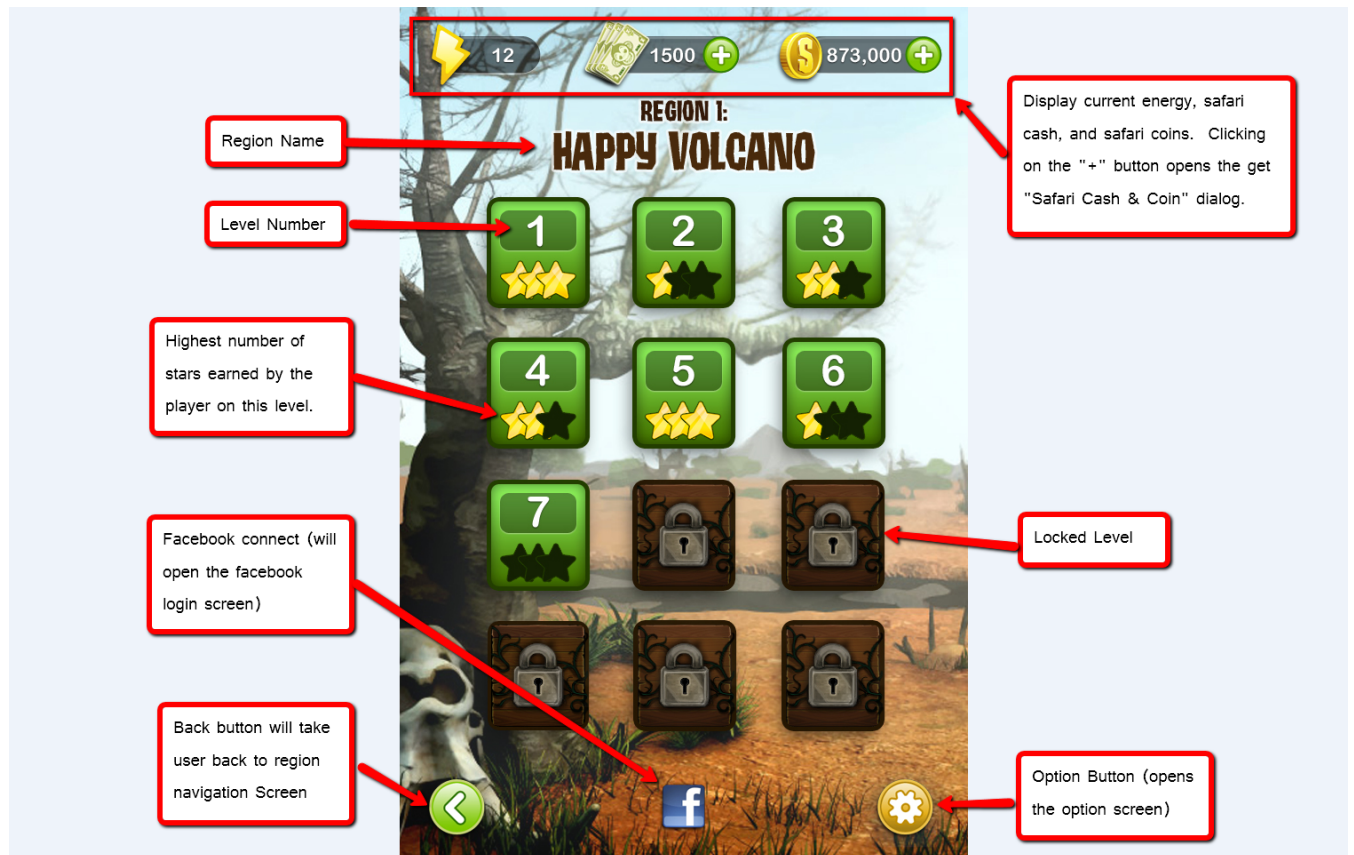 12
1500
873,000
REGION 1:
HAPPY VOLCANO
Display current energy, safari
cash, and safari coins. Clicking
on the "+" button opens the get
"Safari Cash & Coin" dialog.
Region Name
Level Number
1
2
3
Highest number of
stars earned by the
player on this level.
4
5
6
7
Facebook connect (will
open the facebook
login screen)
Locked Level
Back button will take
user back to region
navigation Screen
f
Option Button (opens
the option screen)